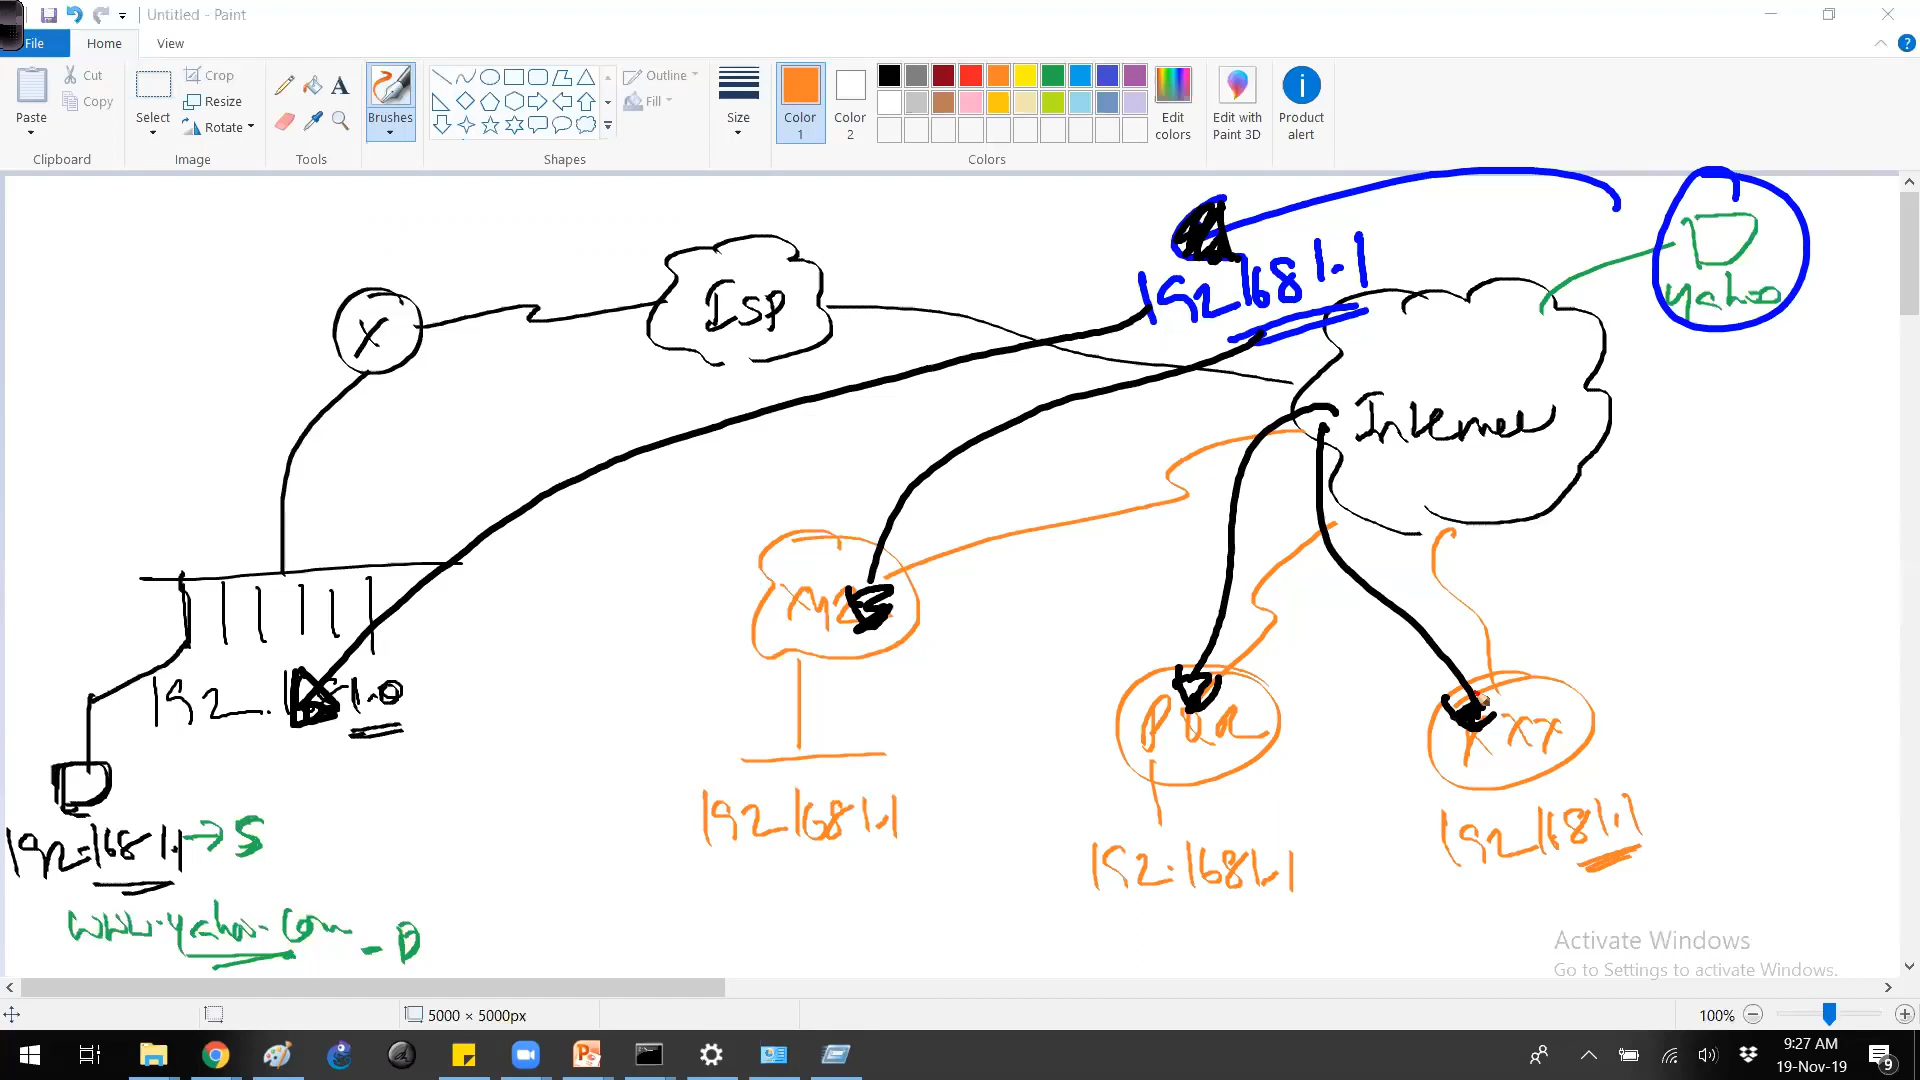 Untitled - Paint
File
Home
View
Paste
Cut
Copy
Clipboard
Select
Crop
Resize
Rotate
Image
Tools
Brushes
Shapes
Outline
Fill
Size
Color 1
Color 2
Colors
Edit colors
Edit with Paint 3D
Product alert
yahoo
192 168 1.1
ISP
X
Internet
xyz
192.
1.0
PQR
XXX
192 168 1.1
192.168 1.1
192 168 1.1
192.168 1.1 → S
www.yahoo.com - D
Activate Windows
Go to Settings to activate Windows.
5000 × 5000px
100%
9:27 AM
19-Nov-19
9